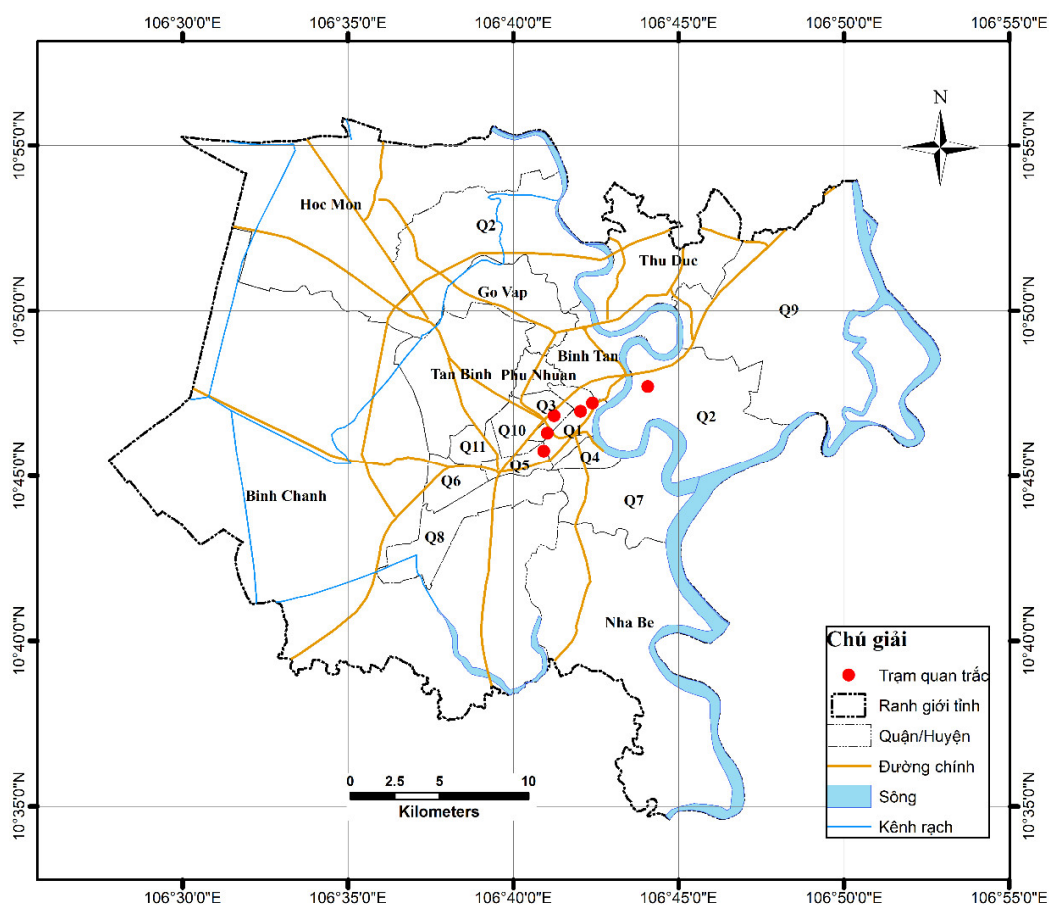 106°30'0"E 106°35'0"E 106°40'0"E 106°45'0"E 106°50'0"E 106°55'0"E
N
10°55'0"N 10°55'0"N
Hoc Mon
Q2
Thu Duc
Go Vap
10°50'0"N Q9 10°50'0"N
Binh Tan
Tan Binh Phu Nhuan
Q3
Q2
Q10 Q1
Q11
Q4
Q5
10°45'0"N 10°45'0"N
Q6
Binh Chanh
Q7
Q8
Nha Be
10°40'0"N 10°40'0"N
Chú giải
Trạm quan trắc
Ranh giới tỉnh
Quận/Huyện
Đường chính
Sông
Kênh rạch
0 2.5 5 10
Kilometers
10°35'0"N 10°35'0"N
106°30'0"E 106°35'0"E 106°40'0"E 106°45'0"E 106°50'0"E 106°55'0"E